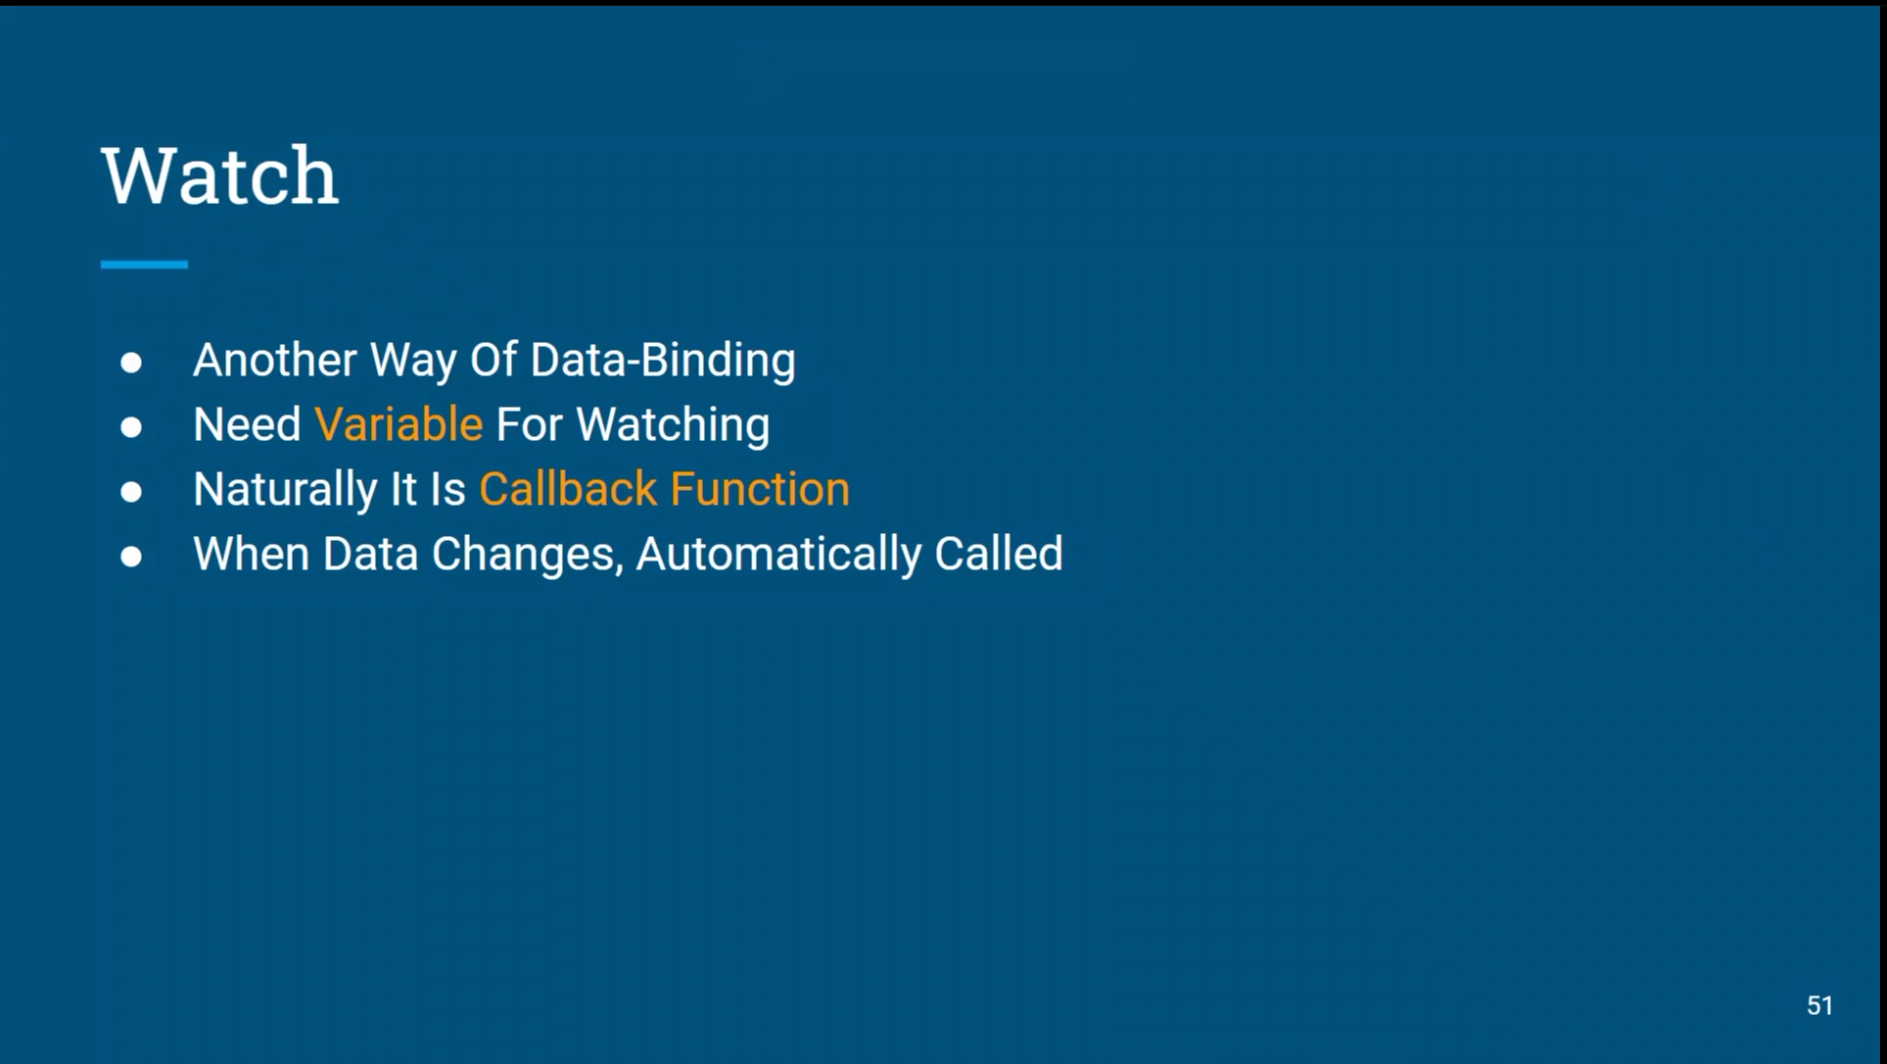 Watch
● Another Way Of Data-Binding
● Need Variable For Watching
● Naturally It Is Callback Function
● When Data Changes, Automatically Called
51